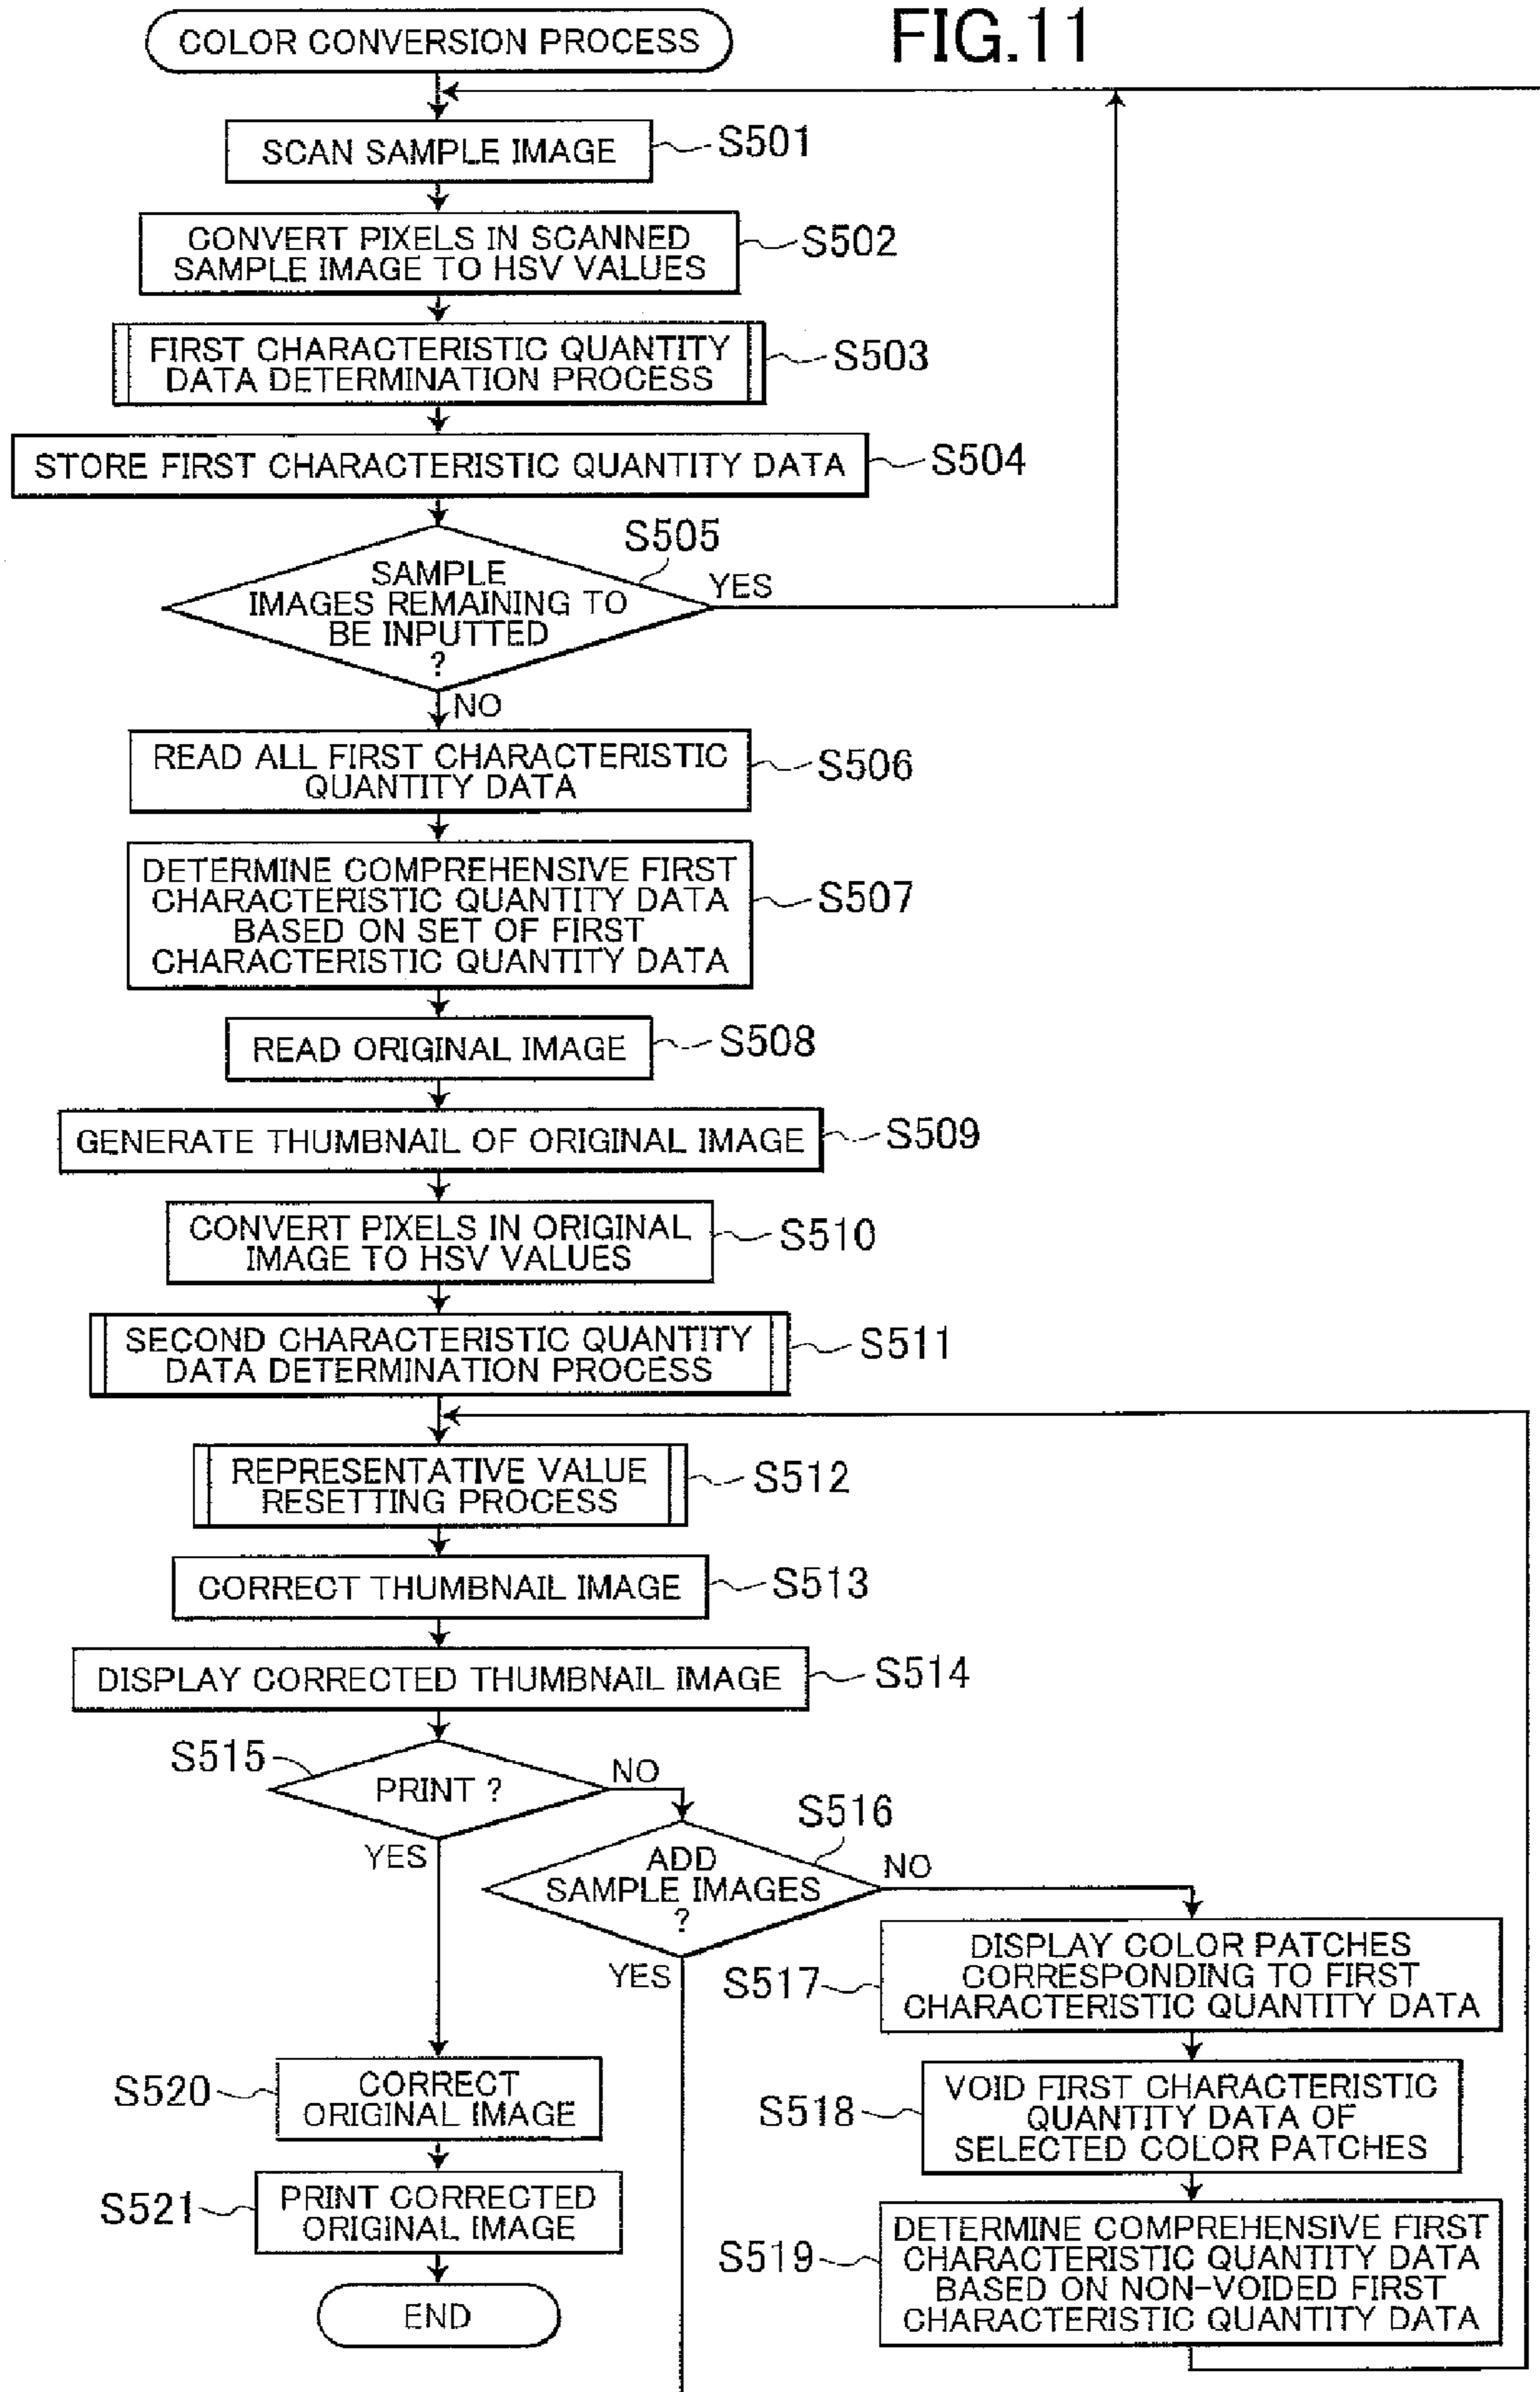 FIG.11
COLOR CONVERSION PROCESS
SCAN SAMPLE IMAGE
S501
CONVERT PIXELS IN SCANNED
SAMPLE IMAGE TO HSV VALUES
S502
FIRST CHARACTERISTIC QUANTITY
DATA DETERMINATION PROCESS
S503
STORE FIRST CHARACTERISTIC QUANTITY DATA
S504
S505
SAMPLE
IMAGES REMAINING TO
BE INPUTTED
?
YES
NO
READ ALL FIRST CHARACTERISTIC
QUANTITY DATA
S506
DETERMINE COMPREHENSIVE FIRST
CHARACTERISTIC QUANTITY DATA
BASED ON SET OF FIRST
CHARACTERISTIC QUANTITY DATA
S507
READ ORIGINAL IMAGE
S508
GENERATE THUMBNAIL OF ORIGINAL IMAGE
S509
CONVERT PIXELS IN ORIGINAL
IMAGE TO HSV VALUES
S510
SECOND CHARACTERISTIC QUANTITY
DATA DETERMINATION PROCESS
S511
REPRESENTATIVE VALUE
RESETTING PROCESS
S512
CORRECT THUMBNAIL IMAGE
S513
DISPLAY CORRECTED THUMBNAIL IMAGE
S514
S515
PRINT ?
NO
YES
S516
ADD
SAMPLE IMAGES
?
NO
YES
S517
DISPLAY COLOR PATCHES
CORRESPONDING TO FIRST
CHARACTERISTIC QUANTITY DATA
S518
VOID FIRST CHARACTERISTIC
QUANTITY DATA OF
SELECTED COLOR PATCHES
S519
DETERMINE COMPREHENSIVE FIRST
CHARACTERISTIC QUANTITY DATA
BASED ON NON-VOIDED FIRST
CHARACTERISTIC QUANTITY DATA
S520
CORRECT
ORIGINAL IMAGE
S521
PRINT CORRECTED
ORIGINAL IMAGE
END